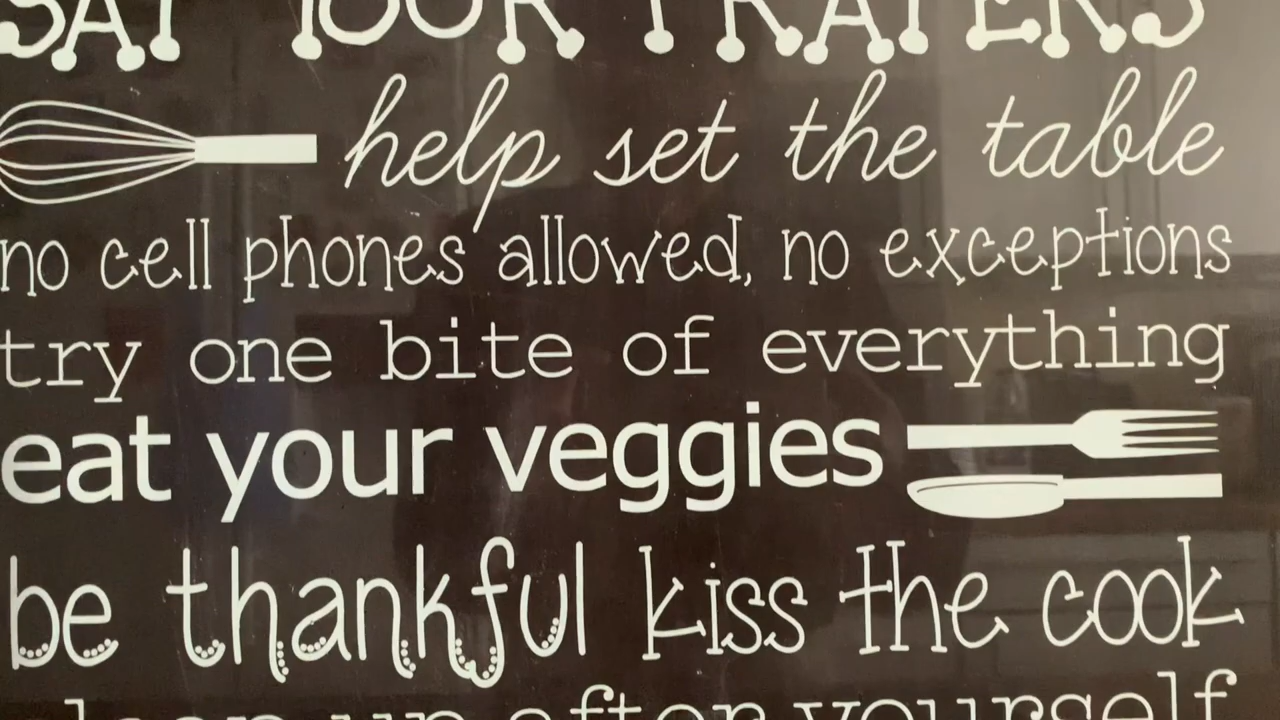 SAY YOUR PRAYERS
help set the table
no cell phones allowed, no exceptions
try one bite of everything
eat your veggies
be thankful kiss the cook
up after yourself